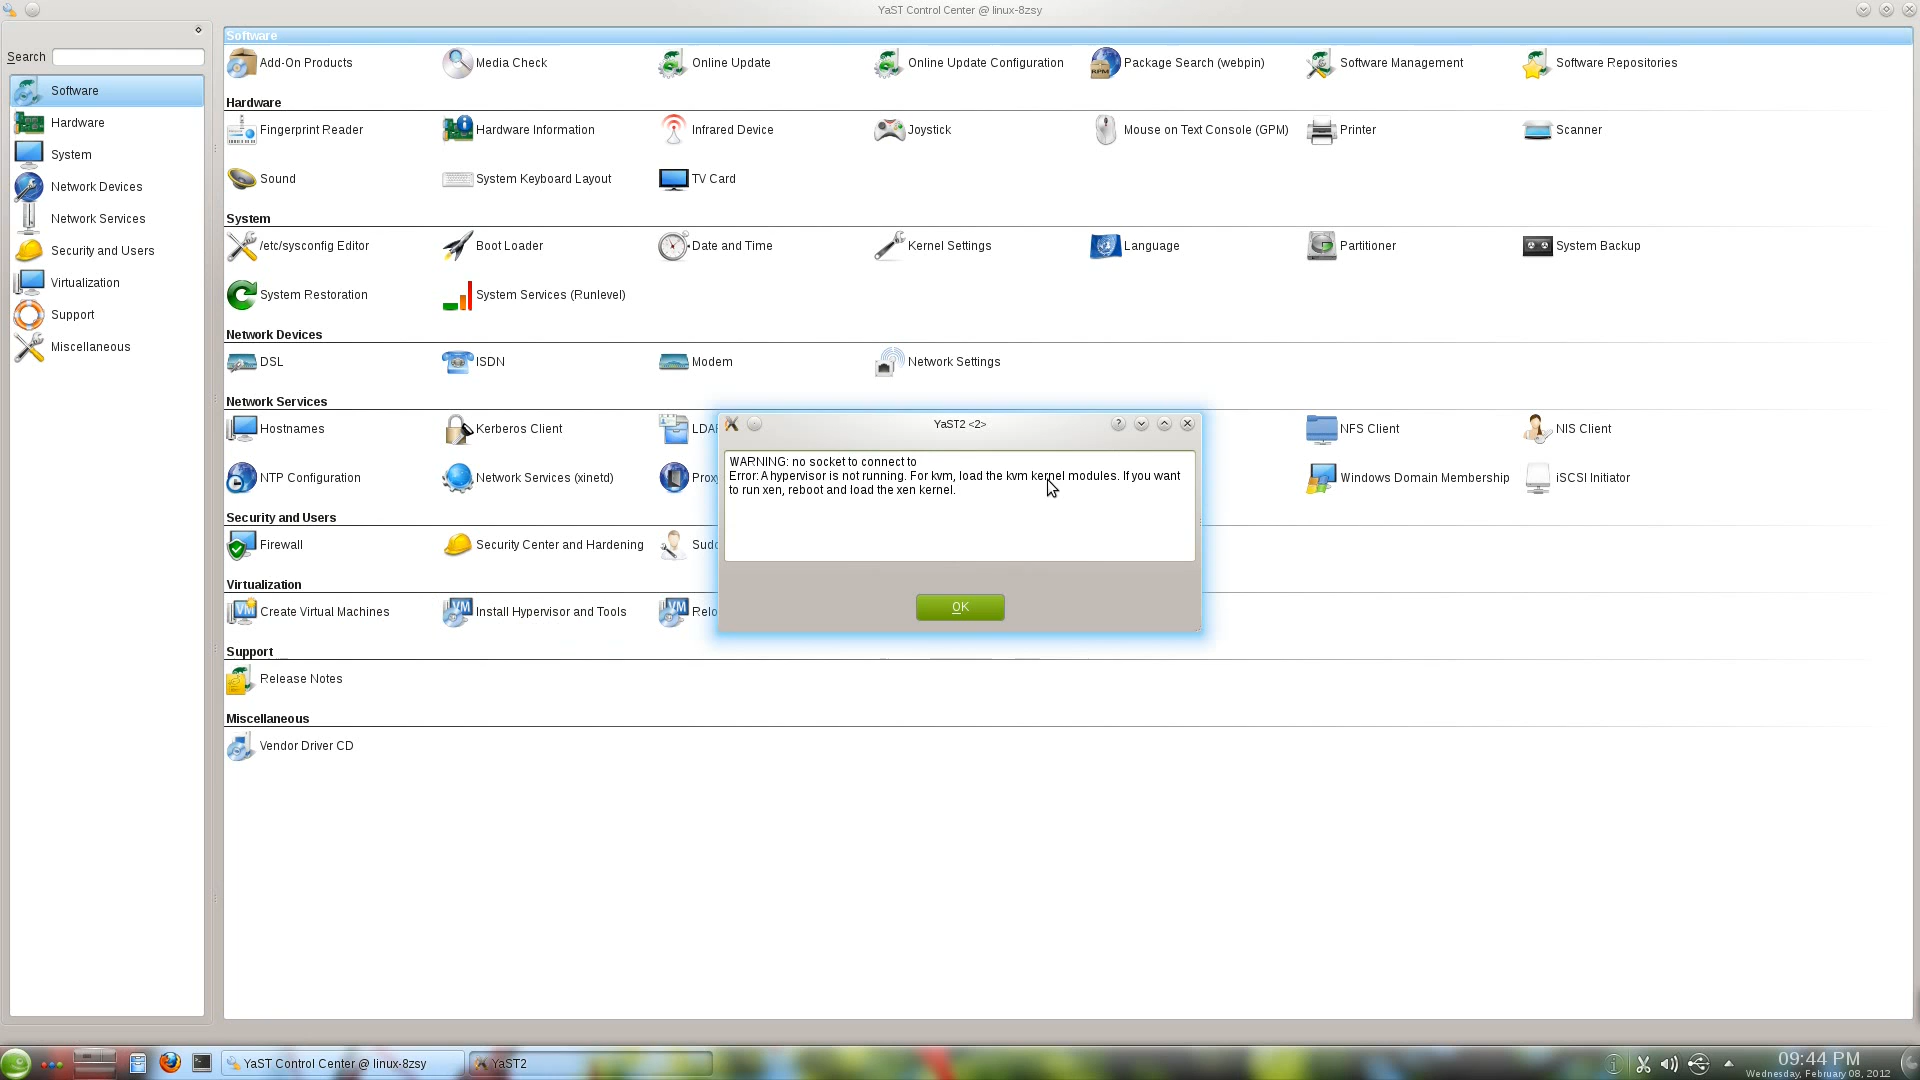 YaST Control Center @ linux-8zsy
Search
Software
Hardware
System
Network Devices
Network Services
Security and Users
Virtualization
Support
Miscellaneous
Software
Add-On Products
Media Check
Online Update
Online Update Configuration
Package Search (webpin)
Software Management
Software Repositories
Hardware
Fingerprint Reader
Hardware Information
Infrared Device
Joystick
Mouse on Text Console (GPM)
Printer
Scanner
Sound
System Keyboard Layout
TV Card
System
/etc/sysconfig Editor
Boot Loader
Date and Time
Kernel Settings
Language
Partitioner
System Backup
System Restoration
System Services (Runlevel)
Network Devices
DSL
ISDN
Modem
Network Settings
Network Services
Hostnames
Kerberos Client
NFS Client
NIS Client
NTP Configuration
Network Services (xinetd)
Windows Domain Membership
iSCSI Initiator
Security and Users
Firewall
Security Center and Hardening
Virtualization
Create Virtual Machines
Install Hypervisor and Tools
Support
Release Notes
Miscellaneous
Vendor Driver CD
YaST2 <2>
WARNING: no socket to connect to
Error: A hypervisor is not running. For kvm, load the kvm kernel modules. If you want
to run xen, reboot and load the xen kernel.
OK
YaST Control Center @ linux-8zsy
YaST2
09:44 PM
Wednesday, February 08, 2012